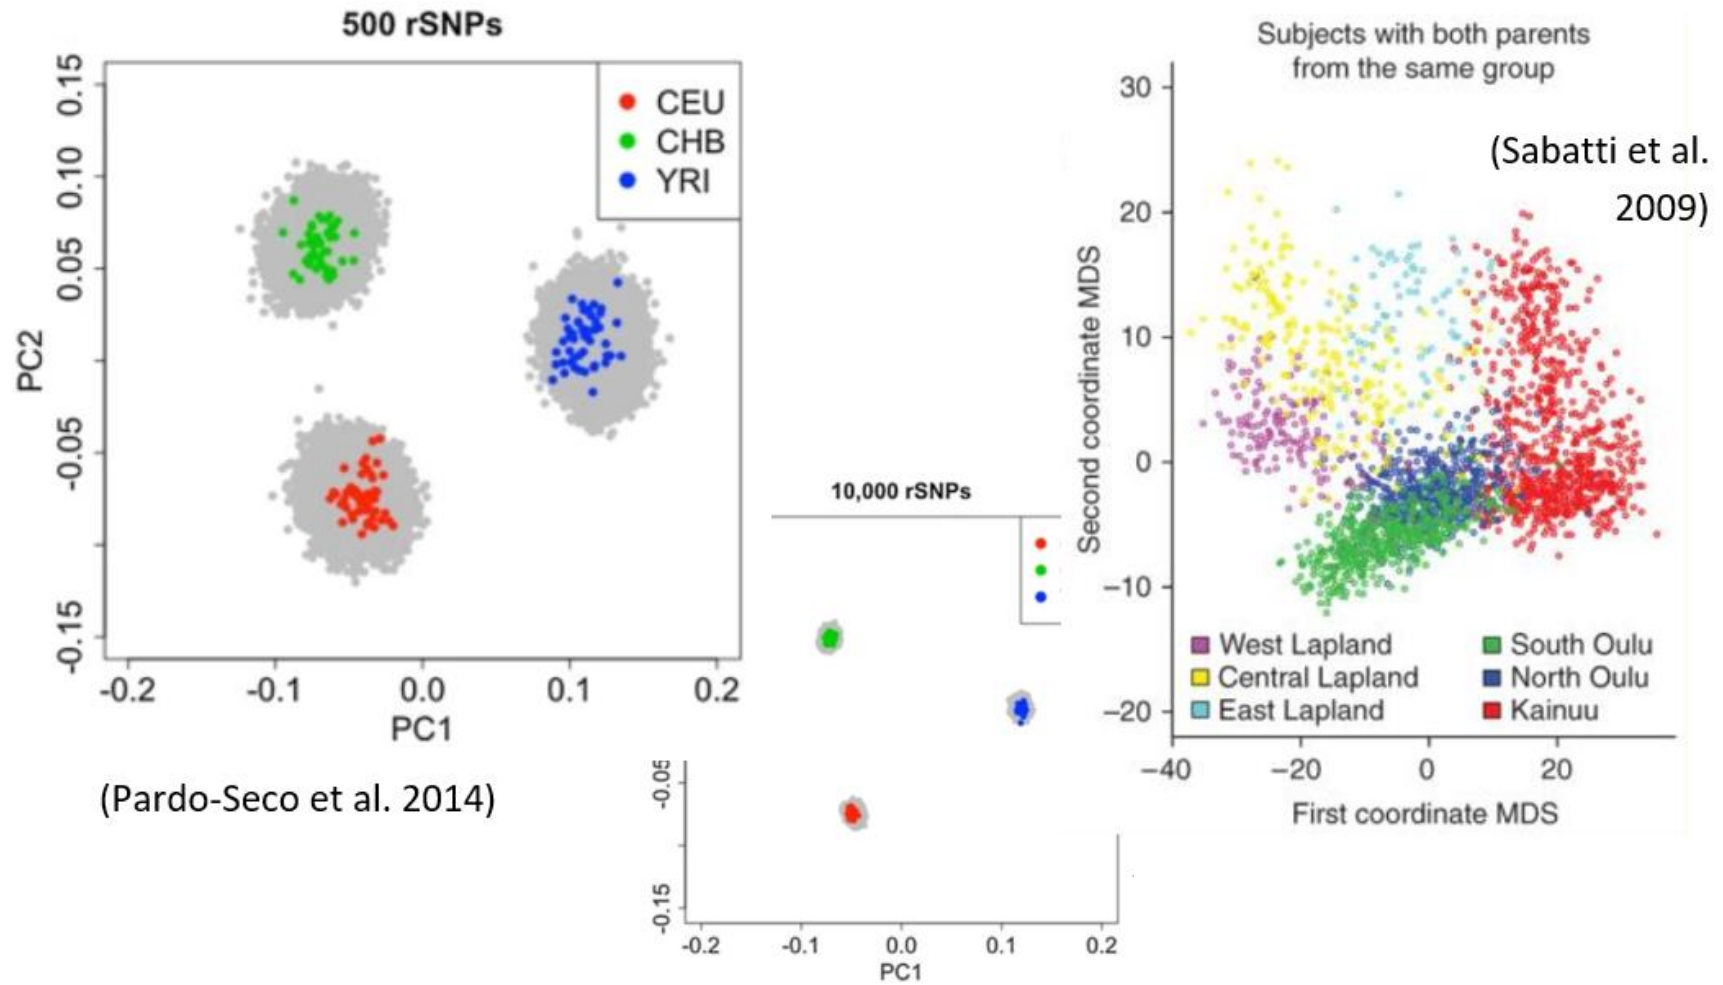 500 rSNPs
CEU
CHB
YRI
0.15
0.10
0.05
-0.05
-0.15
PC2
-0.2 -0.1 0.0 0.1 0.2
PC1
(Pardo-Seco et al. 2014)
10,000 rSNPs
-0.05
-0.15
-0.2 -0.1 0.0 0.1 0.2
PC1
Subjects with both parents
from the same group
(Sabatti et al.
2009)
30
20
10
0
−10
−20
Second coordinate MDS
West Lapland South Oulu
Central Lapland North Oulu
East Lapland Kainuu
−40 −20 0 20
First coordinate MDS